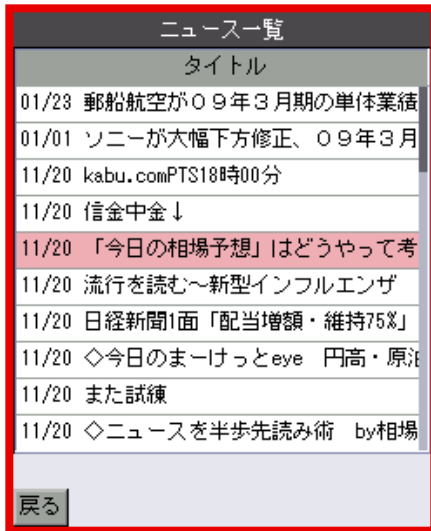 ニュース一覧
タイトル
01/23 郵船航空が０９年３月期の単体業績
01/01 ソニーが大幅下方修正、０９年３月
11/20 kabu.comPTS18時00分
11/20 信金中金↓
11/20 「今日の相場予想」はどうやって考
11/20 流行を読む～新型インフルエンザ
11/20 日経新聞1面「配当増額・維持75%」
11/20 ◇今日のまーけっとeye　円高・原油
11/20 また試練
11/20 ◇ニュースを半歩先読み術　by相場
戻る